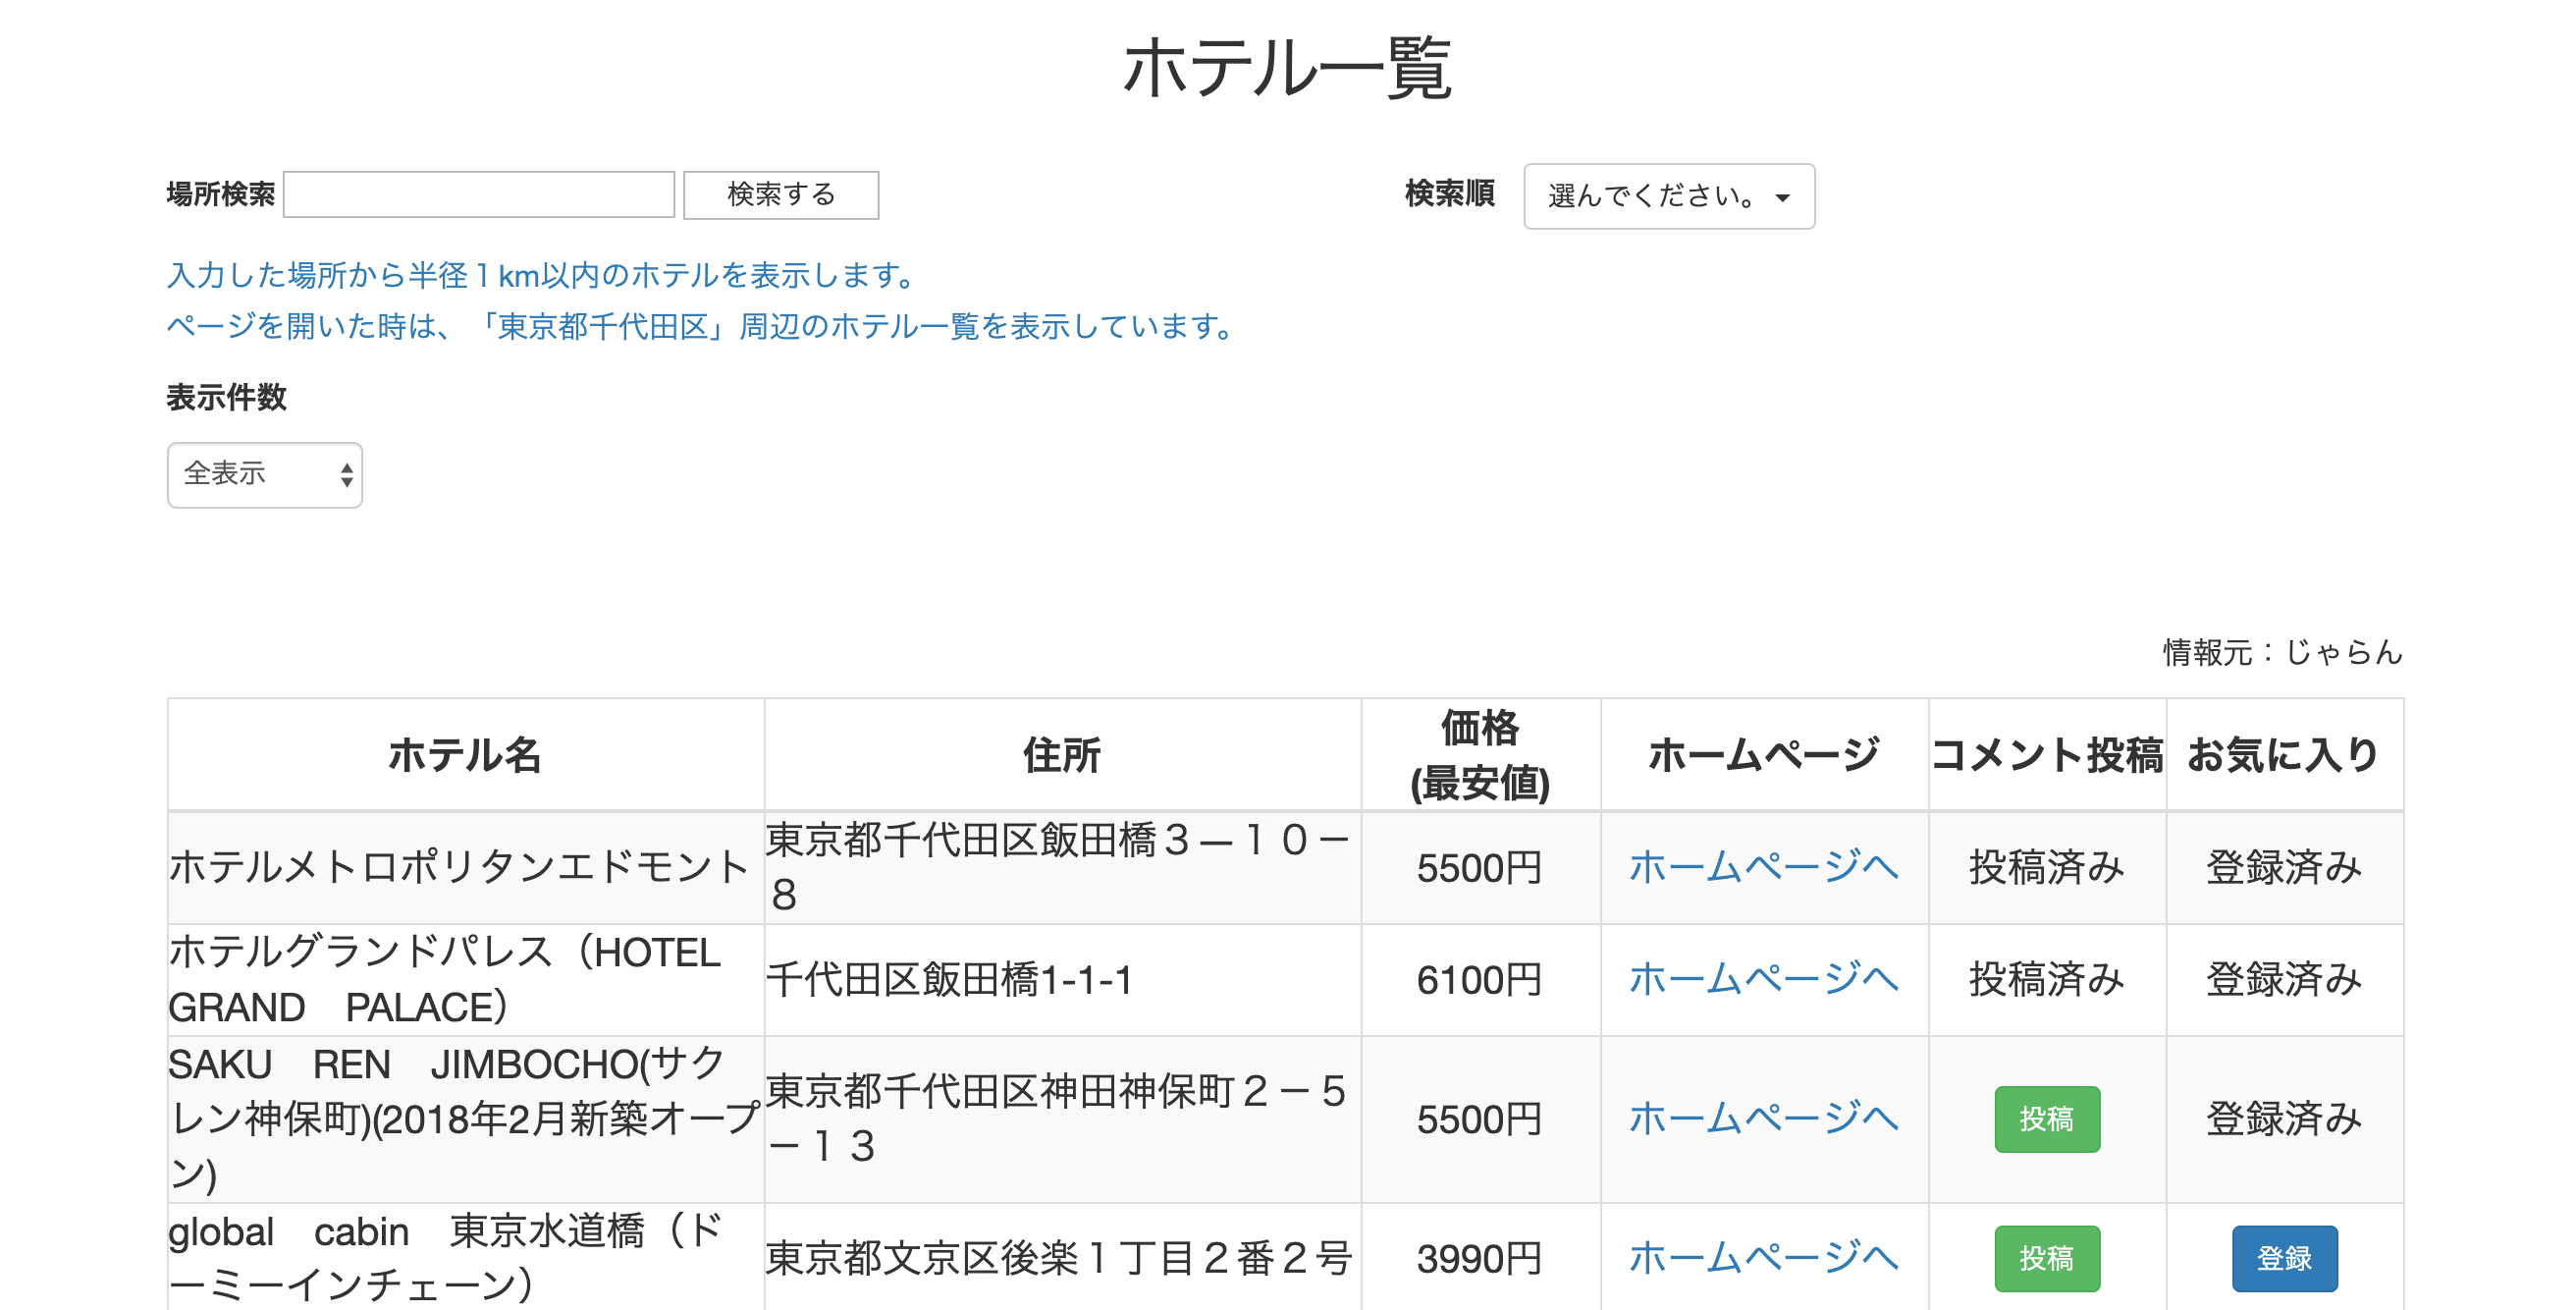 ホテル一覧
場所検索 検索する 検索順 選んでください。
入力した場所から半径１km以内のホテルを表示します。
ページを開いた時は、「東京都千代田区」周辺のホテル一覧を表示しています。
表示件数
全表示
情報元：じゃらん
ホテル名 住所 価格 ホームページ コメント投稿 お気に入り
(最安値)
ホテルメトロポリタンエドモント 東京都千代田区飯田橋３―１０－ 5500円 ホームページへ 投稿済み 登録済み
８
ホテルグランドパレス（HOTEL
GRAND　PALACE） 千代田区飯田橋1-1-1 6100円 ホームページへ 投稿済み 登録済み
SAKU　REN　JIMBOCHO(サク
レン神保町)(2018年2月新築オープ
ン) 東京都千代田区神田神保町２－５
－１３ 5500円 ホームページへ 投稿 登録済み
global　cabin　東京水道橋（ド
ーミーインチェーン） 東京都文京区後楽１丁目２番２号 3990円 ホームページへ 投稿 登録